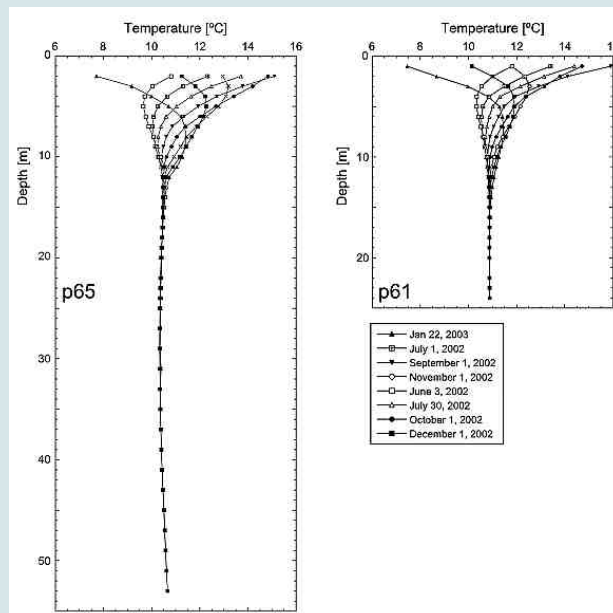 Temperature [ºC]
6 8 10 12 14 16
0
10
20
30
40
50
Depth [m]
p65
Temperature [ºC]
6 8 10 12 14 16
0
10
20
Depth [m]
p61
Jan 22, 2003
July 1, 2002
September 1, 2002
November 1, 2002
June 3, 2002
July 30, 2002
October 1, 2002
December 1, 2002